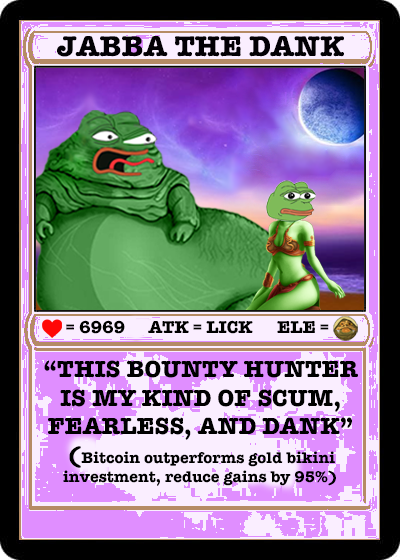 JABBA THE DANK
= 6969 ATK = LICK ELE =
“THIS BOUNTY HUNTER
IS MY KIND OF SCUM,
FEARLESS, AND DANK”
(Bitcoin outperforms gold bikini
investment, reduce gains by 95%)